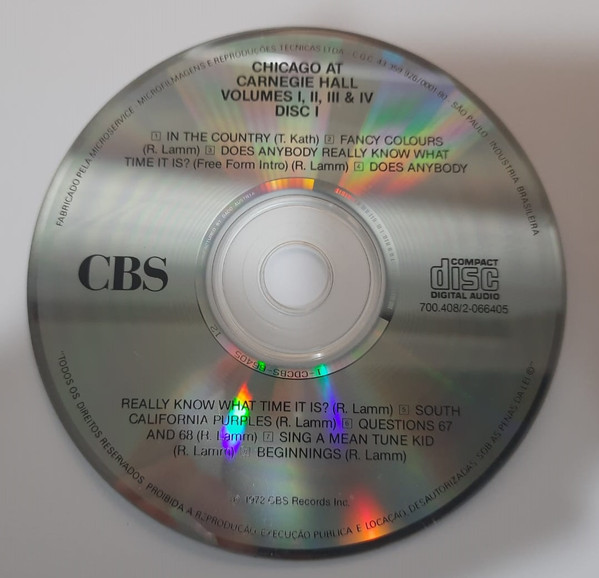 FABRICADO PELA MICROSERVICE - MICROFILMAGENS E REPRODUÇÕES TÉCNICAS LTDA - C.G.C. - SÃO PAULO - INDÚSTRIA BRASILEIRA
CHICAGO AT
CARNEGIE HALL
VOLUMES I, II, III & IV
DISC I
1 IN THE COUNTRY (T. Kath) 2 FANCY COLOURS
(R. Lamm) 3 DOES ANYBODY REALLY KNOW WHAT
TIME IT IS? (Free Form Intro) (R. Lamm) 4 DOES ANYBODY
CBS
COMPACT
disc
DIGITAL AUDIO
700.408/2-066405
REALLY KNOW WHAT TIME IT IS? (R. Lamm) 5 SOUTH
CALIFORNIA PURPLES (R. Lamm) 6 QUESTIONS 67
AND 68 (R. Lamm) 7 SING A MEAN TUNE KID
(R. Lamm) 8 BEGINNINGS (R. Lamm)
℗ 1972 CBS Records Inc.
"TODOS OS DIREITOS RESERVADOS. PROIBIDA A REPRODUÇÃO, EXECUÇÃO PÚBLICA E LOCAÇÃO DESAUTORIZADAS, SOB AS PENAS DA LEI ©"